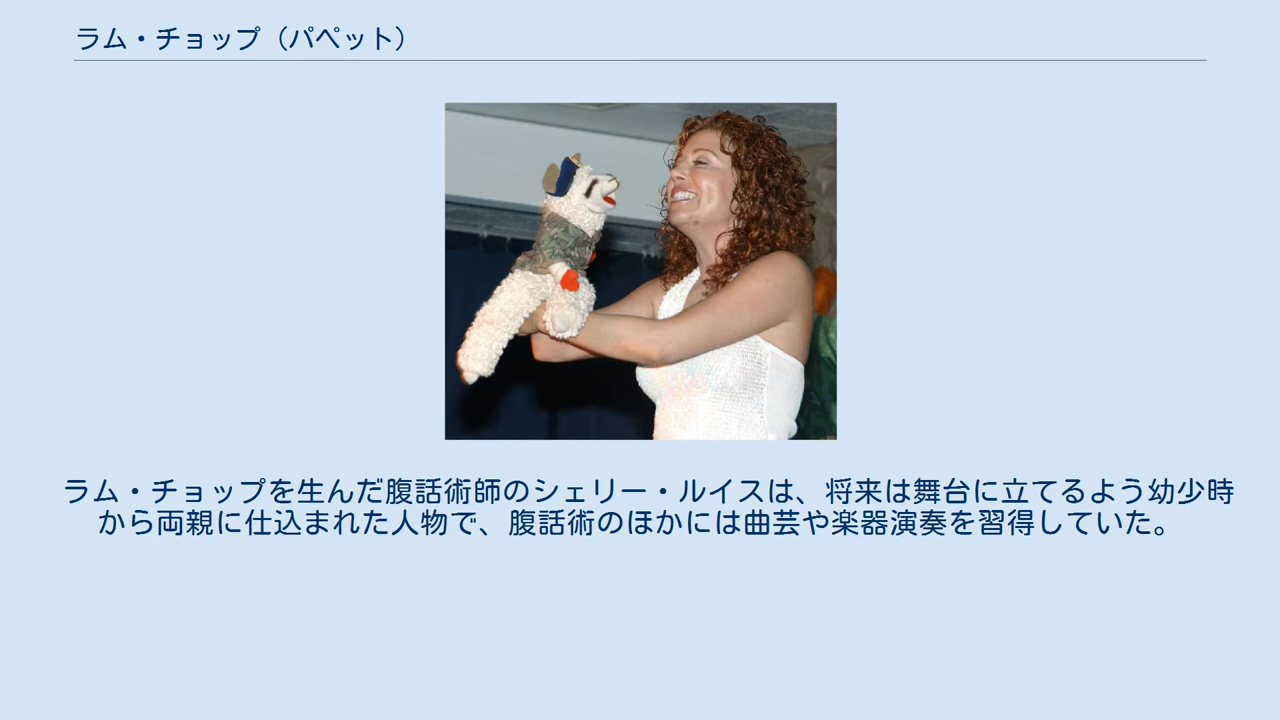 ラム・チョップ（パペット）
ラム・チョップを生んだ腹話術師のシェリー・ルイスは、将来は舞台に立てるよう幼少時
から両親に仕込まれた人物で、腹話術のほかには曲芸や楽器演奏を習得していた。